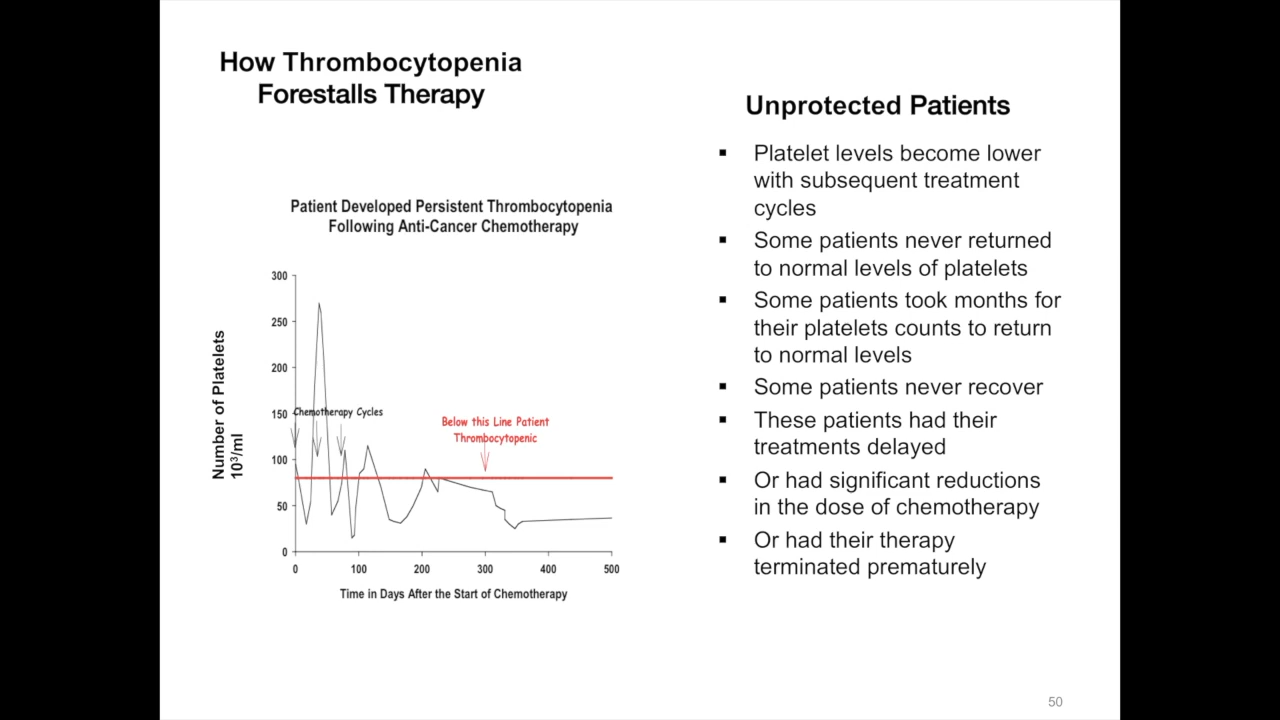 How Thrombocytopenia
Forestalls Therapy
Patient Developed Persistent Thrombocytopenia
Following Anti-Cancer Chemotherapy
Number of Platelets
10³/ml
300
250
200
150
100
50
0
Chemotherapy Cycles
Below this Line Patient
Thrombocytopenic
0 100 200 300 400 500
Time in Days After the Start of Chemotherapy
Unprotected Patients
▪ Platelet levels become lower
with subsequent treatment
cycles
▪ Some patients never returned
to normal levels of platelets
▪ Some patients took months for
their platelets counts to return
to normal levels
▪ Some patients never recover
▪ These patients had their
treatments delayed
▪ Or had significant reductions
in the dose of chemotherapy
▪ Or had their therapy
terminated prematurely
50